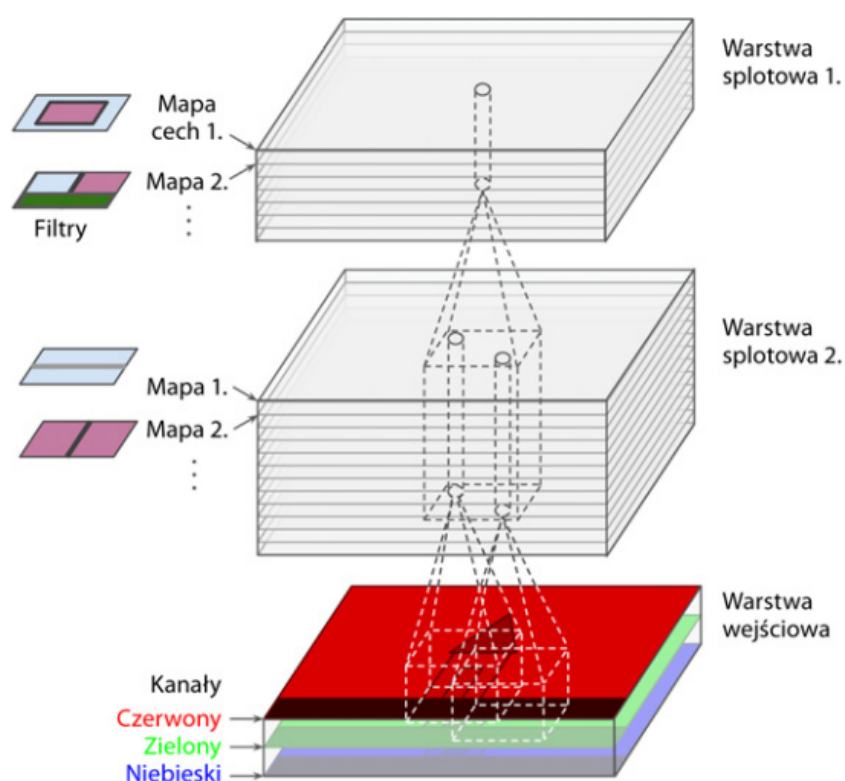 Warstwa
splotowa 1.
Mapa
cech 1.
Mapa 2.
Filtry
Warstwa
splotowa 2.
Mapa 1.
Mapa 2.
Warstwa
wejściowa
Kanały
Czerwony
Zielony
Niebieski